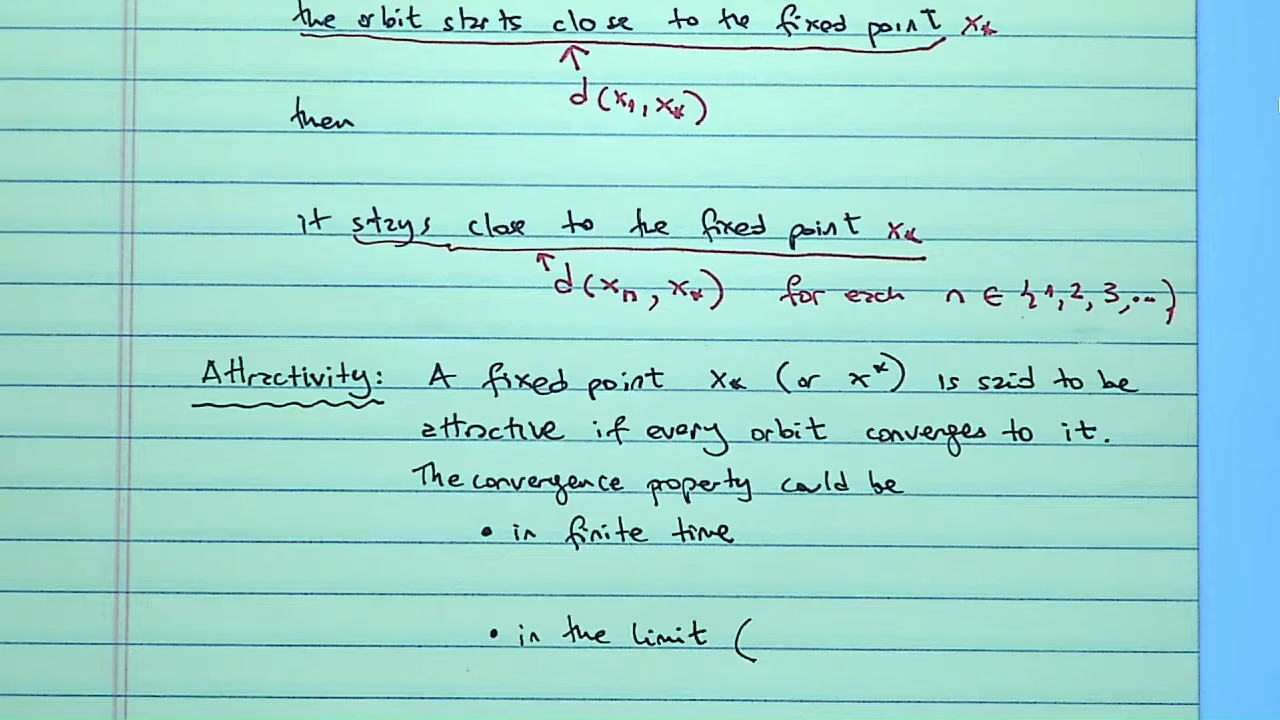 the orbit starts close to the fixed point x*
d(x1, x*)
then
it stays close to the fixed point x*
d(xn, x*) for each n ∈ {1, 2, 3, ...}
Attractivity: A fixed point x* (or x*) is said to be
attractive if every orbit converges to it.
The convergence property could be
• in finite time
• in the limit (